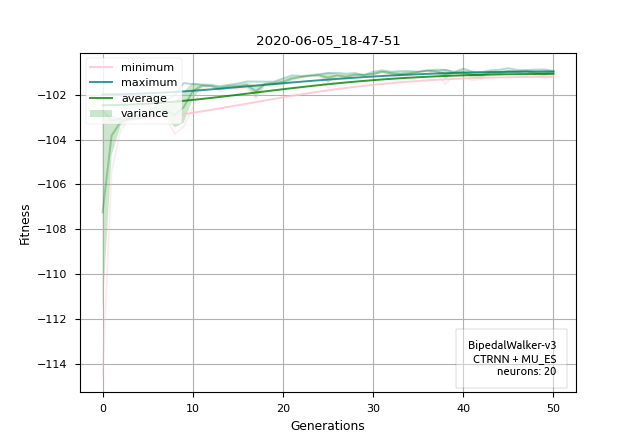 2020-06-05_18-47-51
minimum
maximum
average
variance
Fitness
−102
−104
−106
−108
−110
−112
−114
BipedalWalker-v3
CTRNN + MU_ES
neurons: 20
0 10 20 30 40 50
Generations